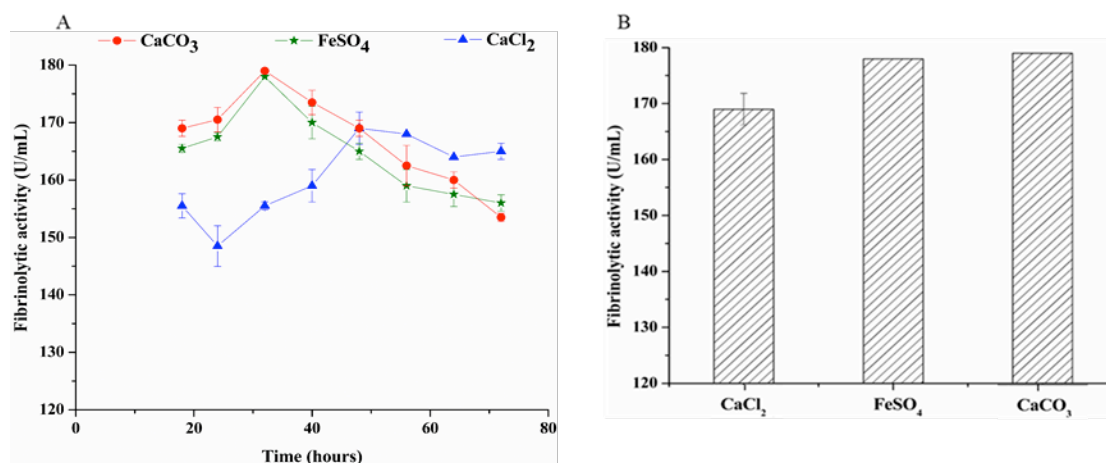 A
CaCO3 FeSO4 CaCl2
Fibrinolytic activity (U/mL)
180
170
160
150
140
130
120
0 20 40 60 80
Time (hours)
B
Fibrinolytic activity (U/mL)
180
170
160
150
140
130
120
CaCl2 FeSO4 CaCO3